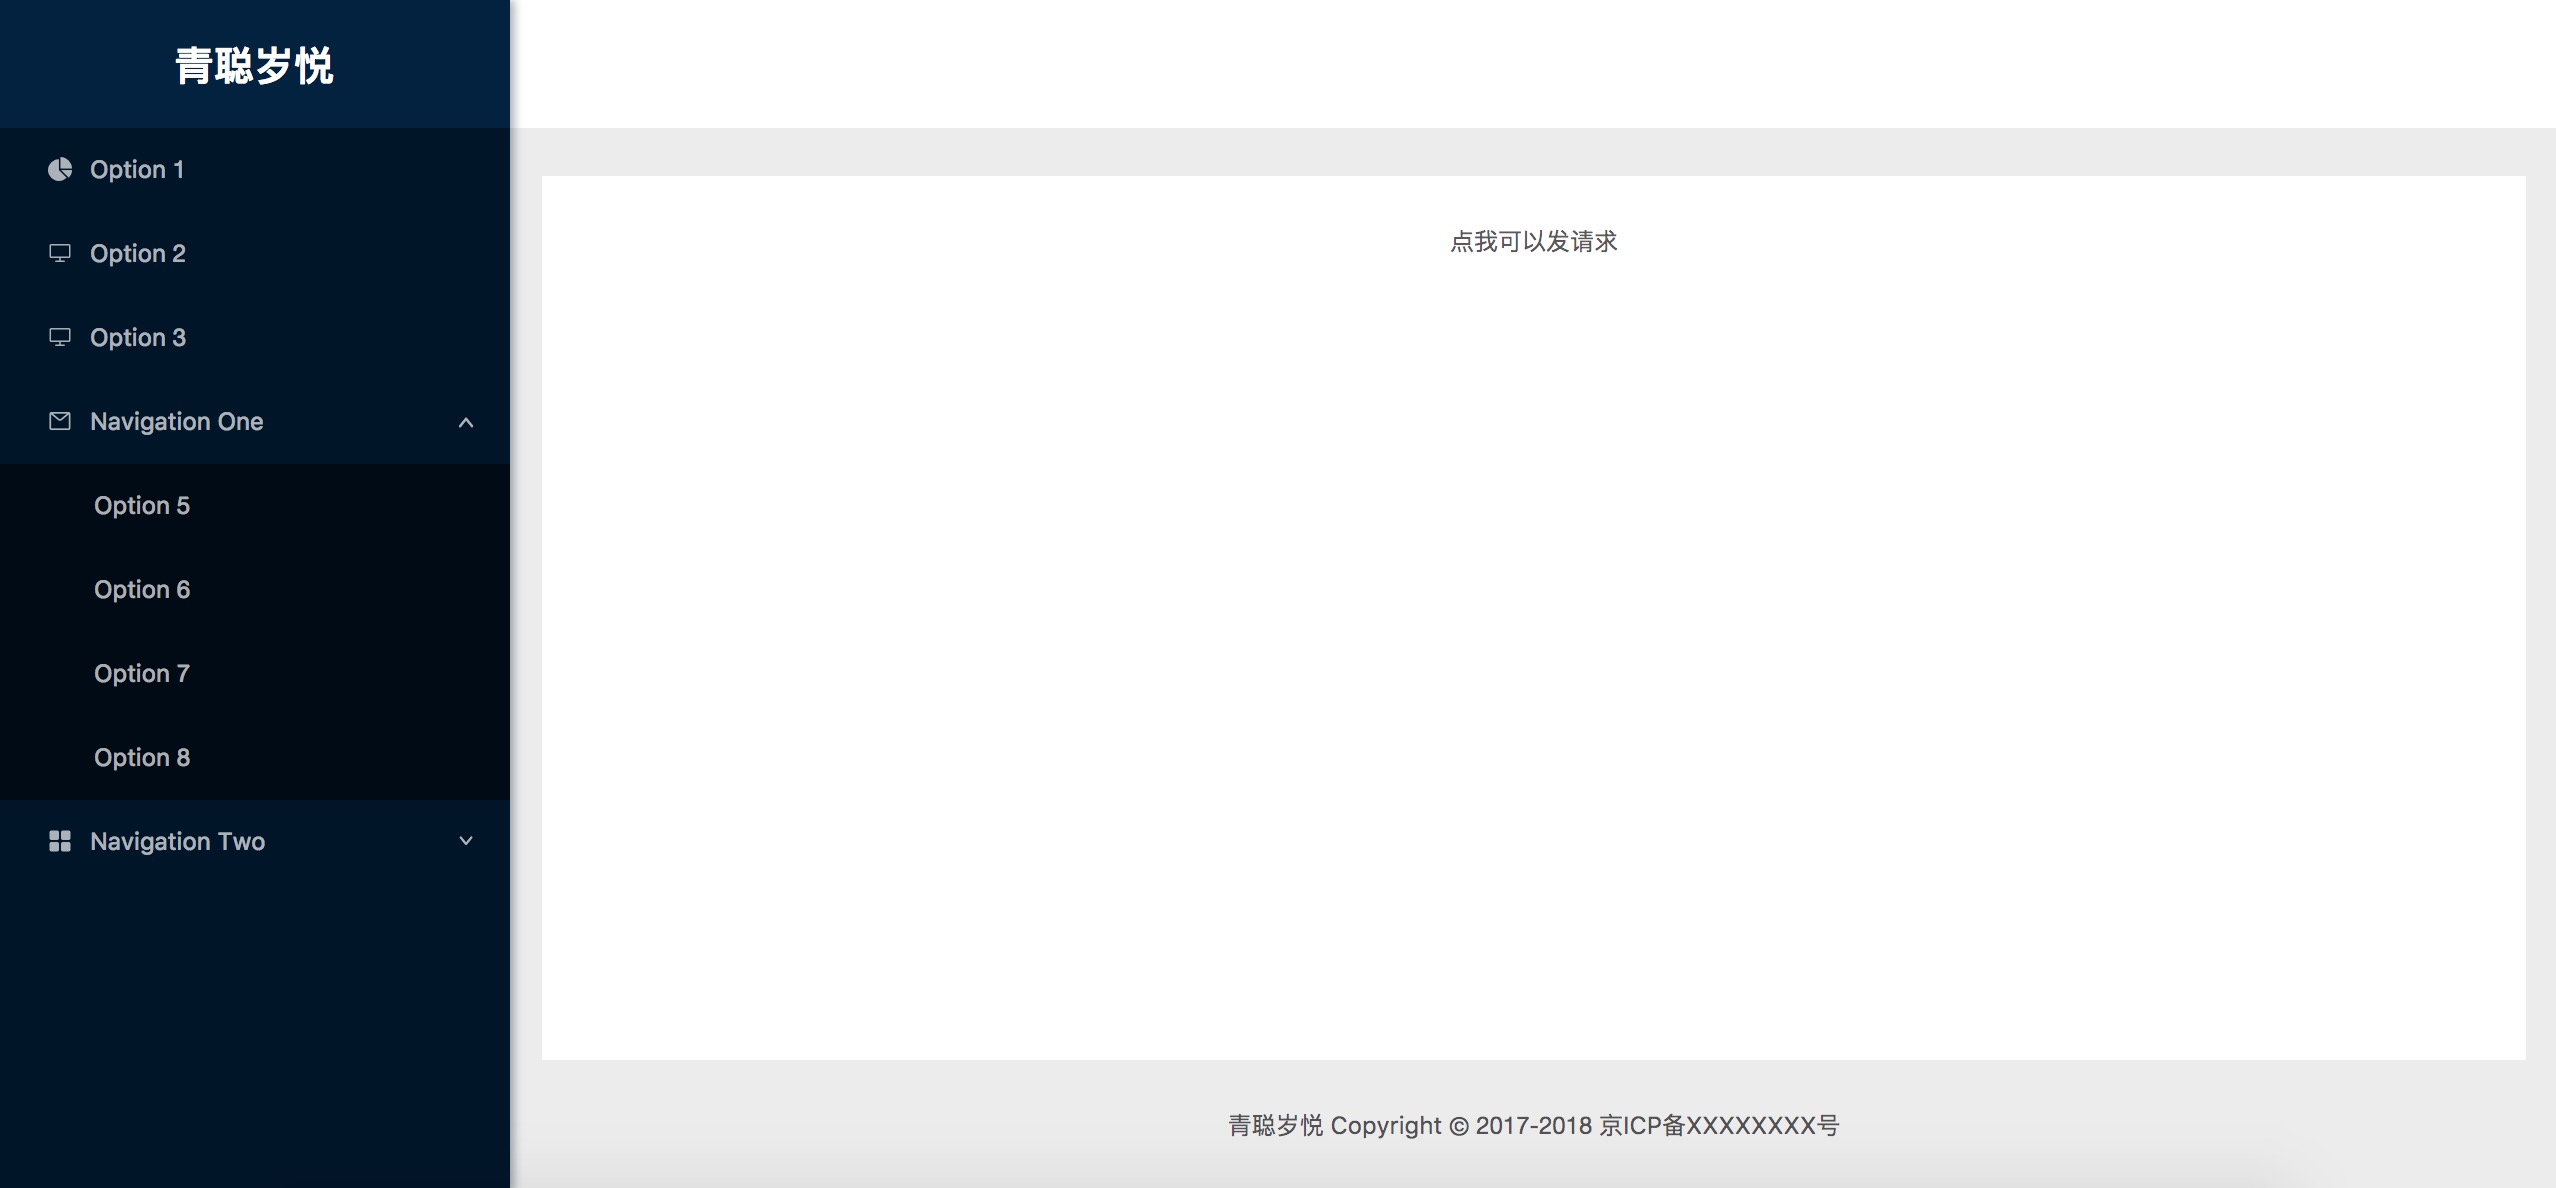 青聪岁悦
Option 1
Option 2
Option 3
Navigation One
Option 5
Option 6
Option 7
Option 8
Navigation Two
点我可以发请求
青聪岁悦 Copyright © 2017-2018 京ICP备XXXXXXXX号